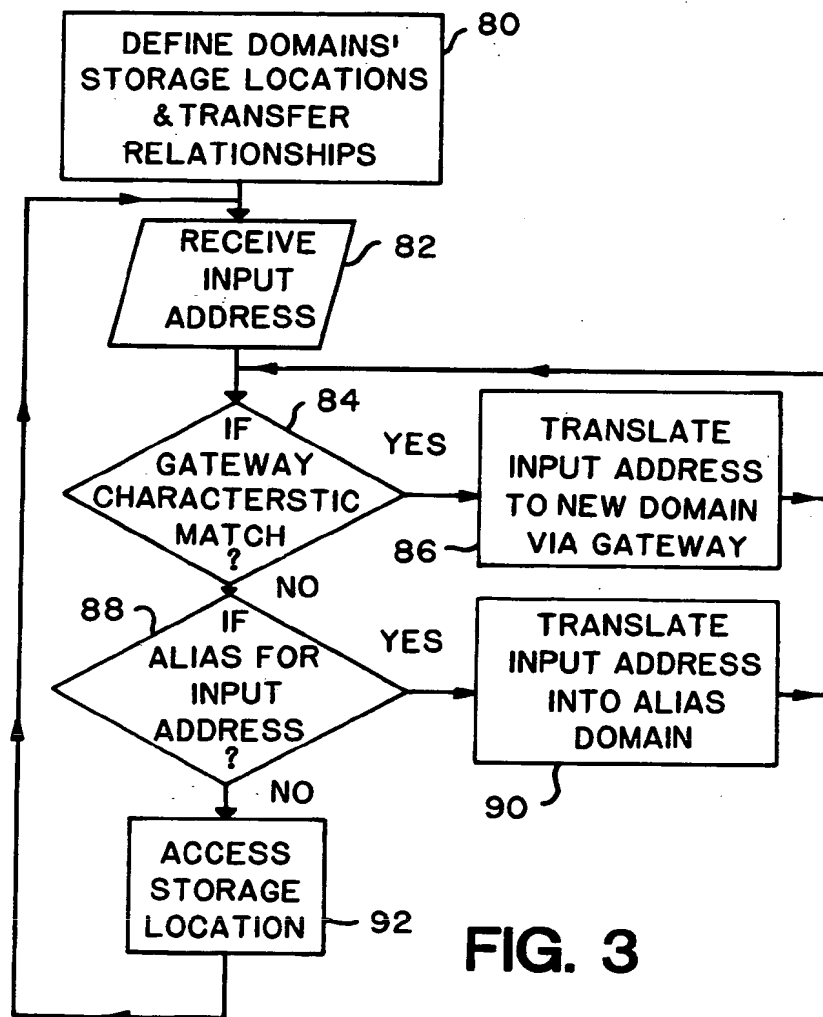 DEFINE DOMAINS'
STORAGE LOCATIONS
& TRANSFER
RELATIONSHIPS
80
RECEIVE
INPUT
ADDRESS
82
IF
GATEWAY
CHARACTERSTIC
MATCH
?
84
YES
NO
TRANSLATE
INPUT ADDRESS
TO NEW DOMAIN
VIA GATEWAY
86
IF
ALIAS FOR
INPUT
ADDRESS
?
88
YES
NO
TRANSLATE
INPUT ADDRESS
INTO ALIAS
DOMAIN
90
ACCESS
STORAGE
LOCATION
92
FIG. 3